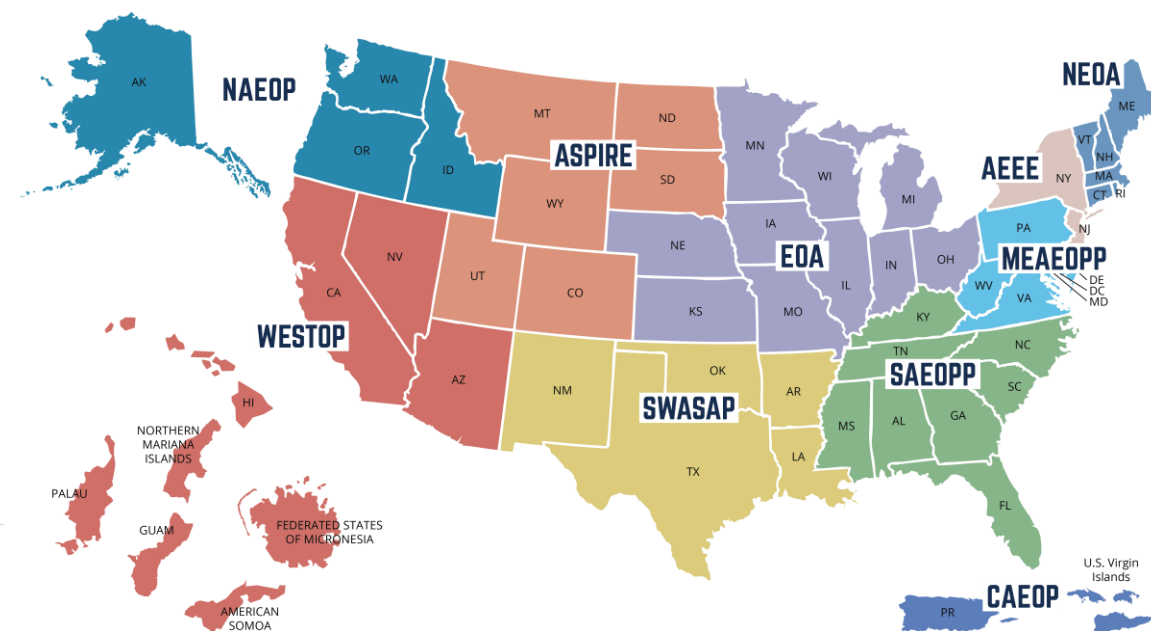 AK
NAEOP
WA
OR
ID
MT
ND
ASPIRE
SD
WY
UT
CO
MN
WI
MI
IA
NE
EOA
IL
IN
OH
KS
MO
NEOA
ME
VT
NH
AEEE
NY
MA
CT
RI
NJ
PA
MEAEOPP
WV
VA
DE
DC
MD
NV
CA
WESTOP
AZ
NM
OK
AR
SWASAP
TX
LA
KY
TN
NC
SAEOPP
SC
MS
AL
GA
FL
HI
NORTHERN
MARIANA
ISLANDS
PALAU
GUAM
FEDERATED STATES
OF MICRONESIA
AMERICAN
SOMOA
U.S. Virgin
Islands
CAEOP
PR